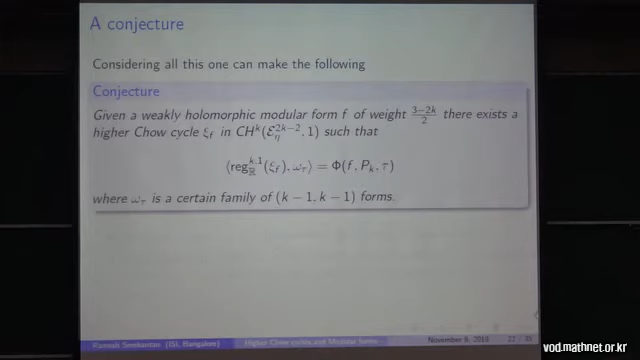 A conjecture
Considering all this one can make the following
Conjecture
Given a weakly holomorphic modular form f of weight \frac{3-2k}{2} there exists a
higher Chow cycle ξ_f in CH^k(ℰ_η^{2k-2}, 1) such that
⟨reg_ℝ^{k,1}(ξ_f), ω_τ⟩ = Φ(f, P_k, τ)
where ω_τ is a certain family of (k − 1, k − 1) forms.
Ramesh Sreekantan (ISI, Bangalore) Higher Chow cycles and Modular forms November 9, 2013 22 /
vod.mathnet.or.kr